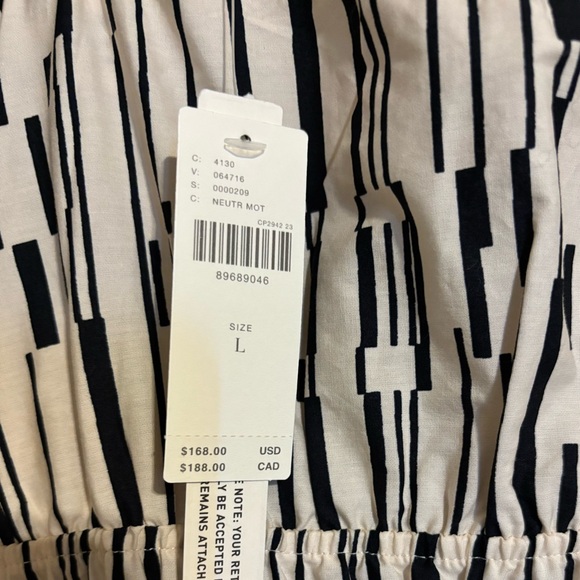 C: 4130
V: 064716
S: 0000209
C: NEUTR MOT
CP2942 23
89689046
SIZE
L
$168.00 USD
$188.00 CAD
NOTE: YOUR RET
BE ACCEPTED
REMAINS ATTACH